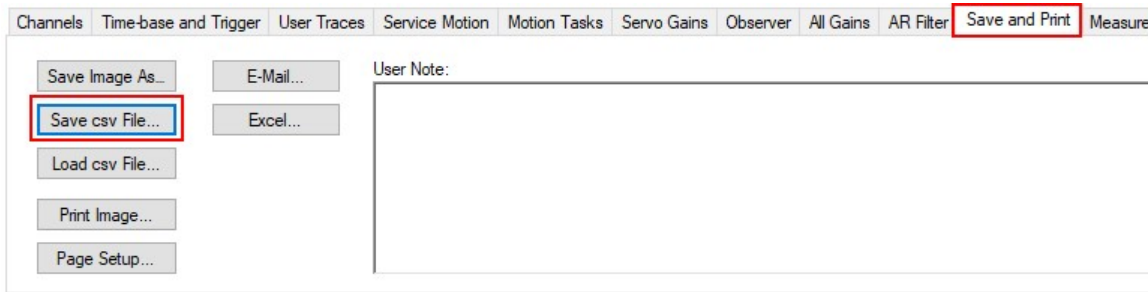 Channels Time-base and Trigger User Traces Service Motion Motion Tasks Servo Gains Observer All Gains AR Filter Save and Print Measure
Save Image As... E-Mail... User Note:
Save csv File... Excel...
Load csv File...
Print Image...
Page Setup...